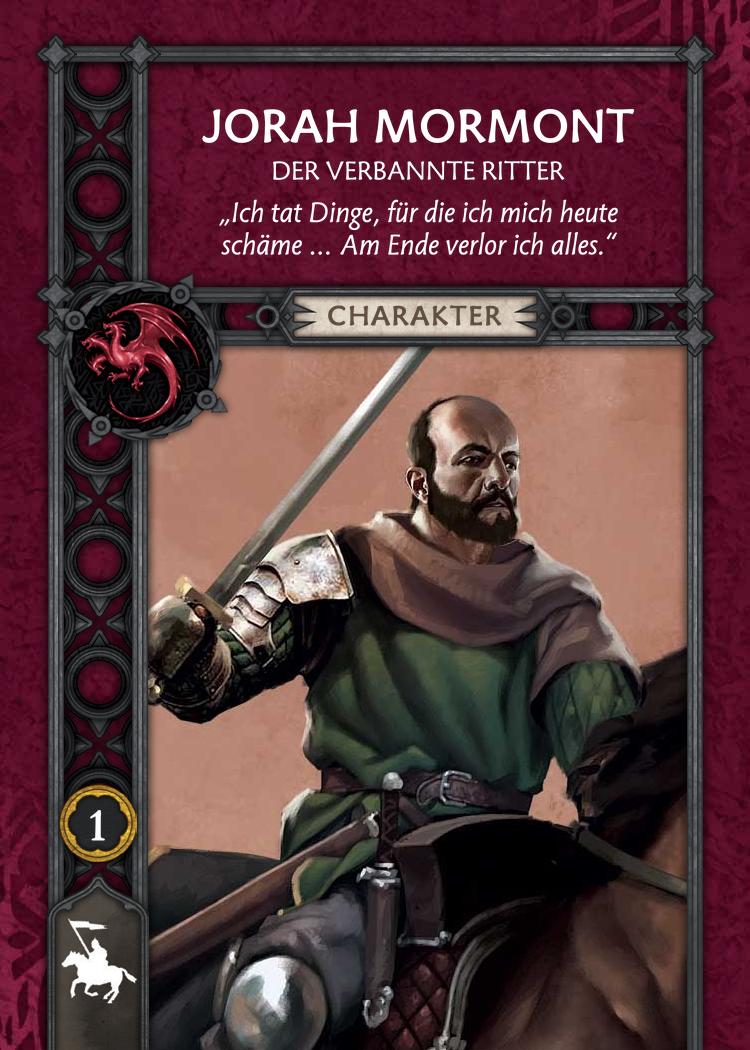 JORAH MORMONT
DER VERBANNTE RITTER
„Ich tat Dinge, für die ich mich heute
schäme ... Am Ende verlor ich alles.“
CHARAKTER
1